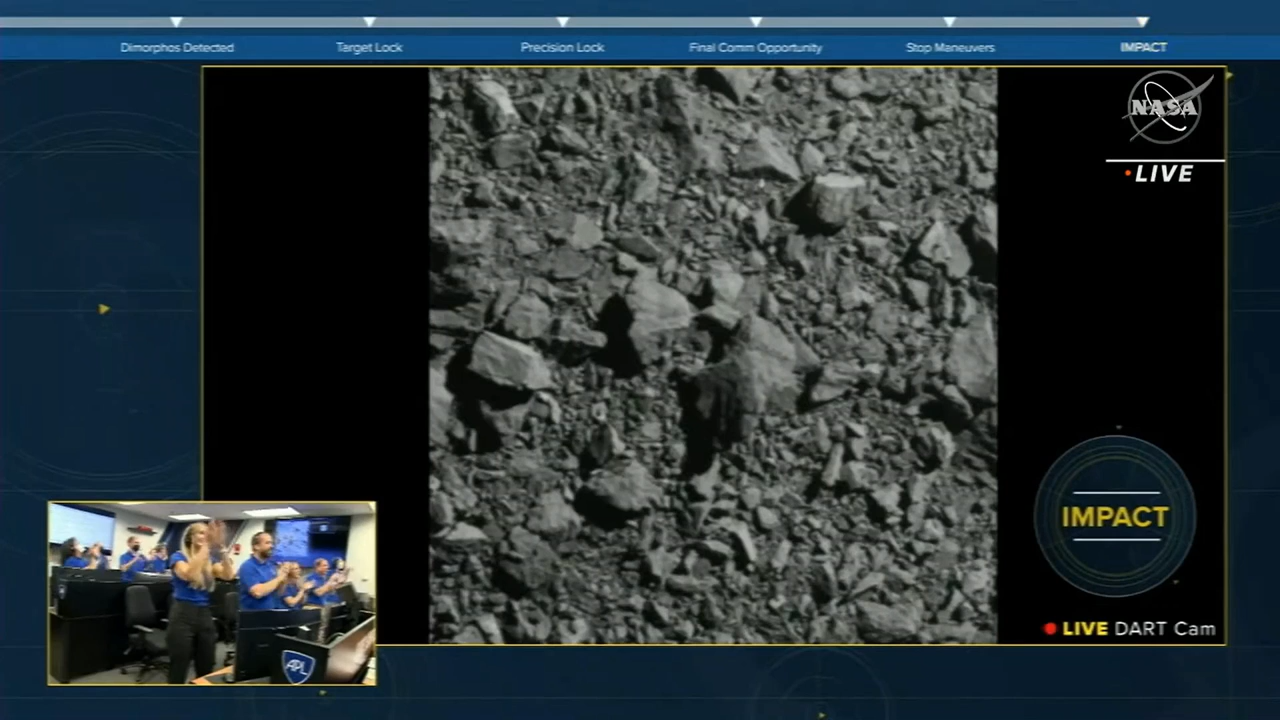 Dimorphos Detected
Target Lock
Precision Lock
Final Comm Opportunity
Stop Maneuvers
IMPACT
NASA
LIVE
IMPACT
LIVE DART Cam
APL